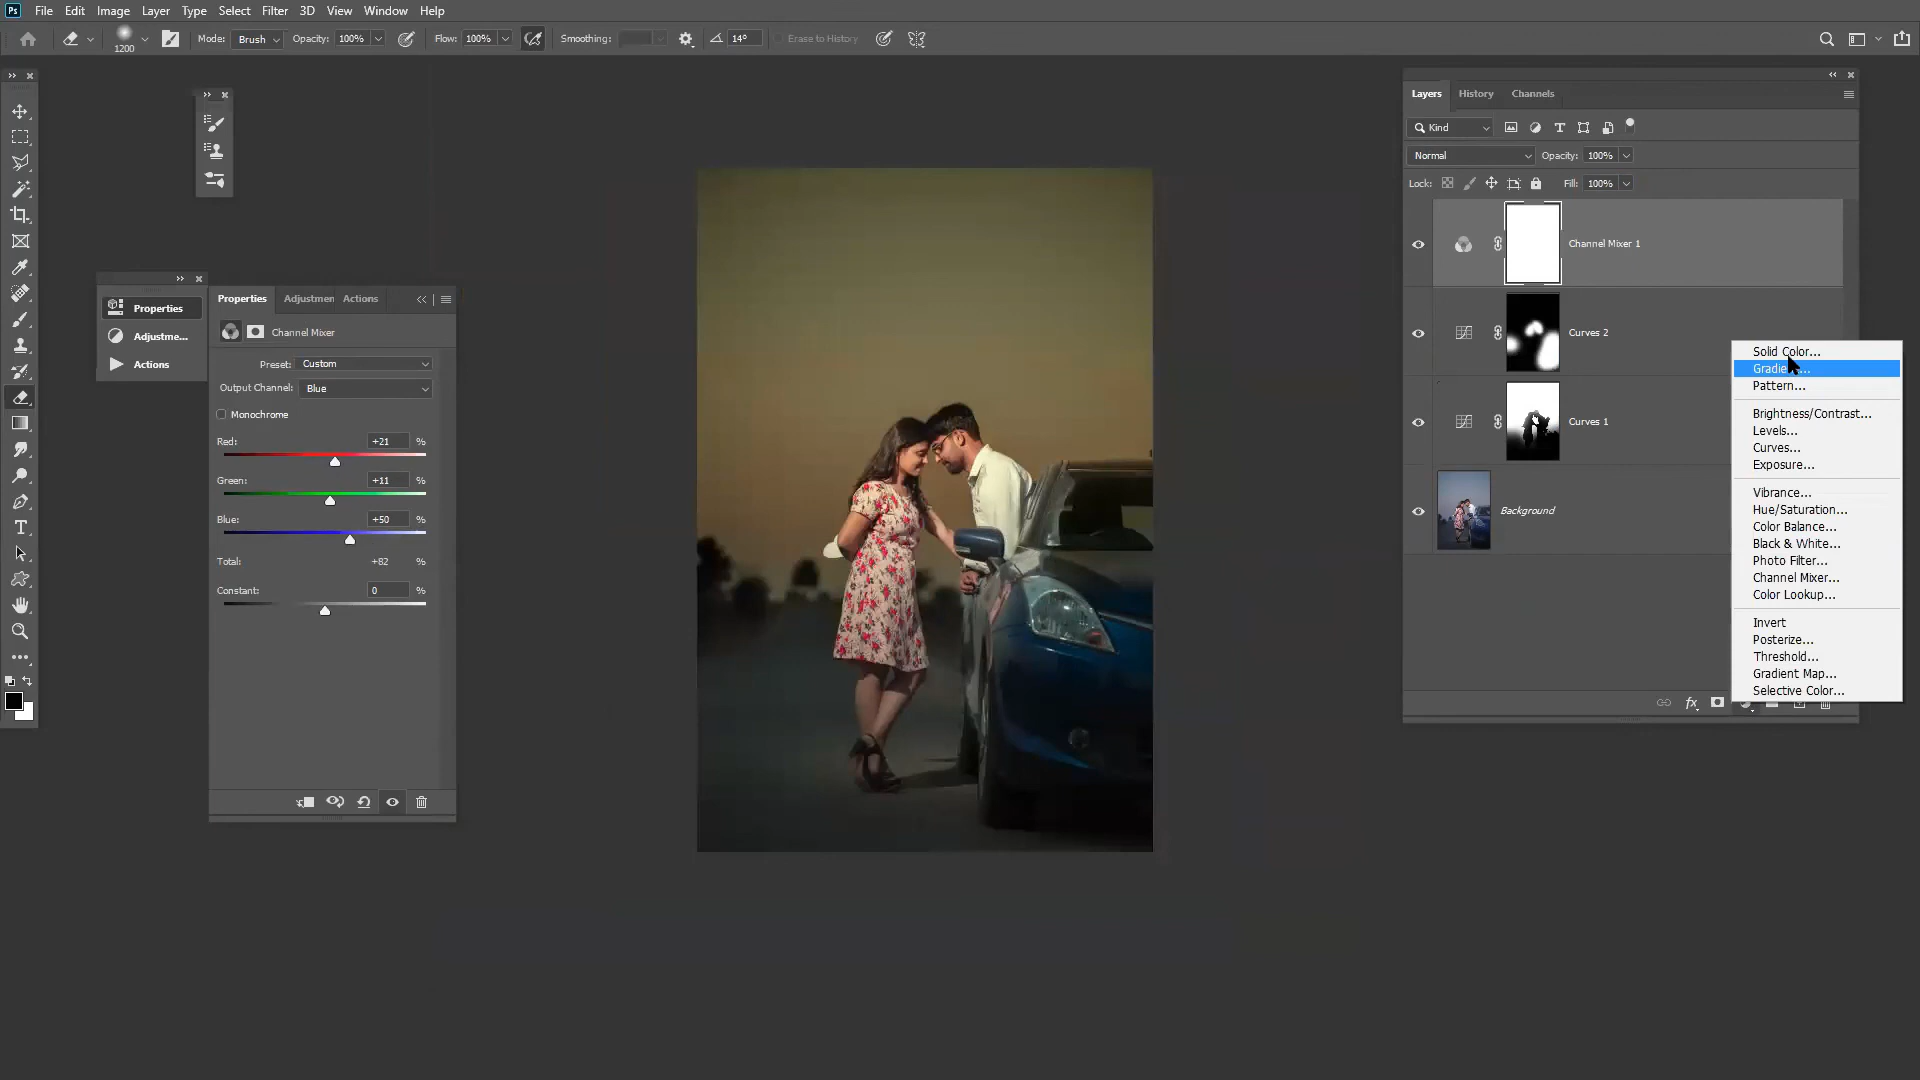 Ps File Edit Image Layer Type Select Filter 3D View Window Help
1200 Mode: Brush Opacity: 100% Flow: 100% Smoothing: 14° Erase to History
Layers History Channels
Kind
Normal Opacity: 100%
Lock: Fill: 100%
Channel Mixer 1
Curves 2
Curves 1
Background
Properties
Adjustme...
Actions
Properties Adjustmen Actions
Channel Mixer
Preset: Custom
Output Channel: Blue
Monochrome
Red: +21 %
Green: +11 %
Blue: +50 %
Total: +82 %
Constant: 0 %
Solid Color...
Pattern...
Brightness/Contrast...
Levels...
Curves...
Exposure...
Vibrance...
Hue/Saturation...
Color Balance...
Black & White...
Photo Filter...
Channel Mixer...
Color Lookup...
Invert
Posterize...
Threshold...
Gradient Map...
Selective Color...
fx